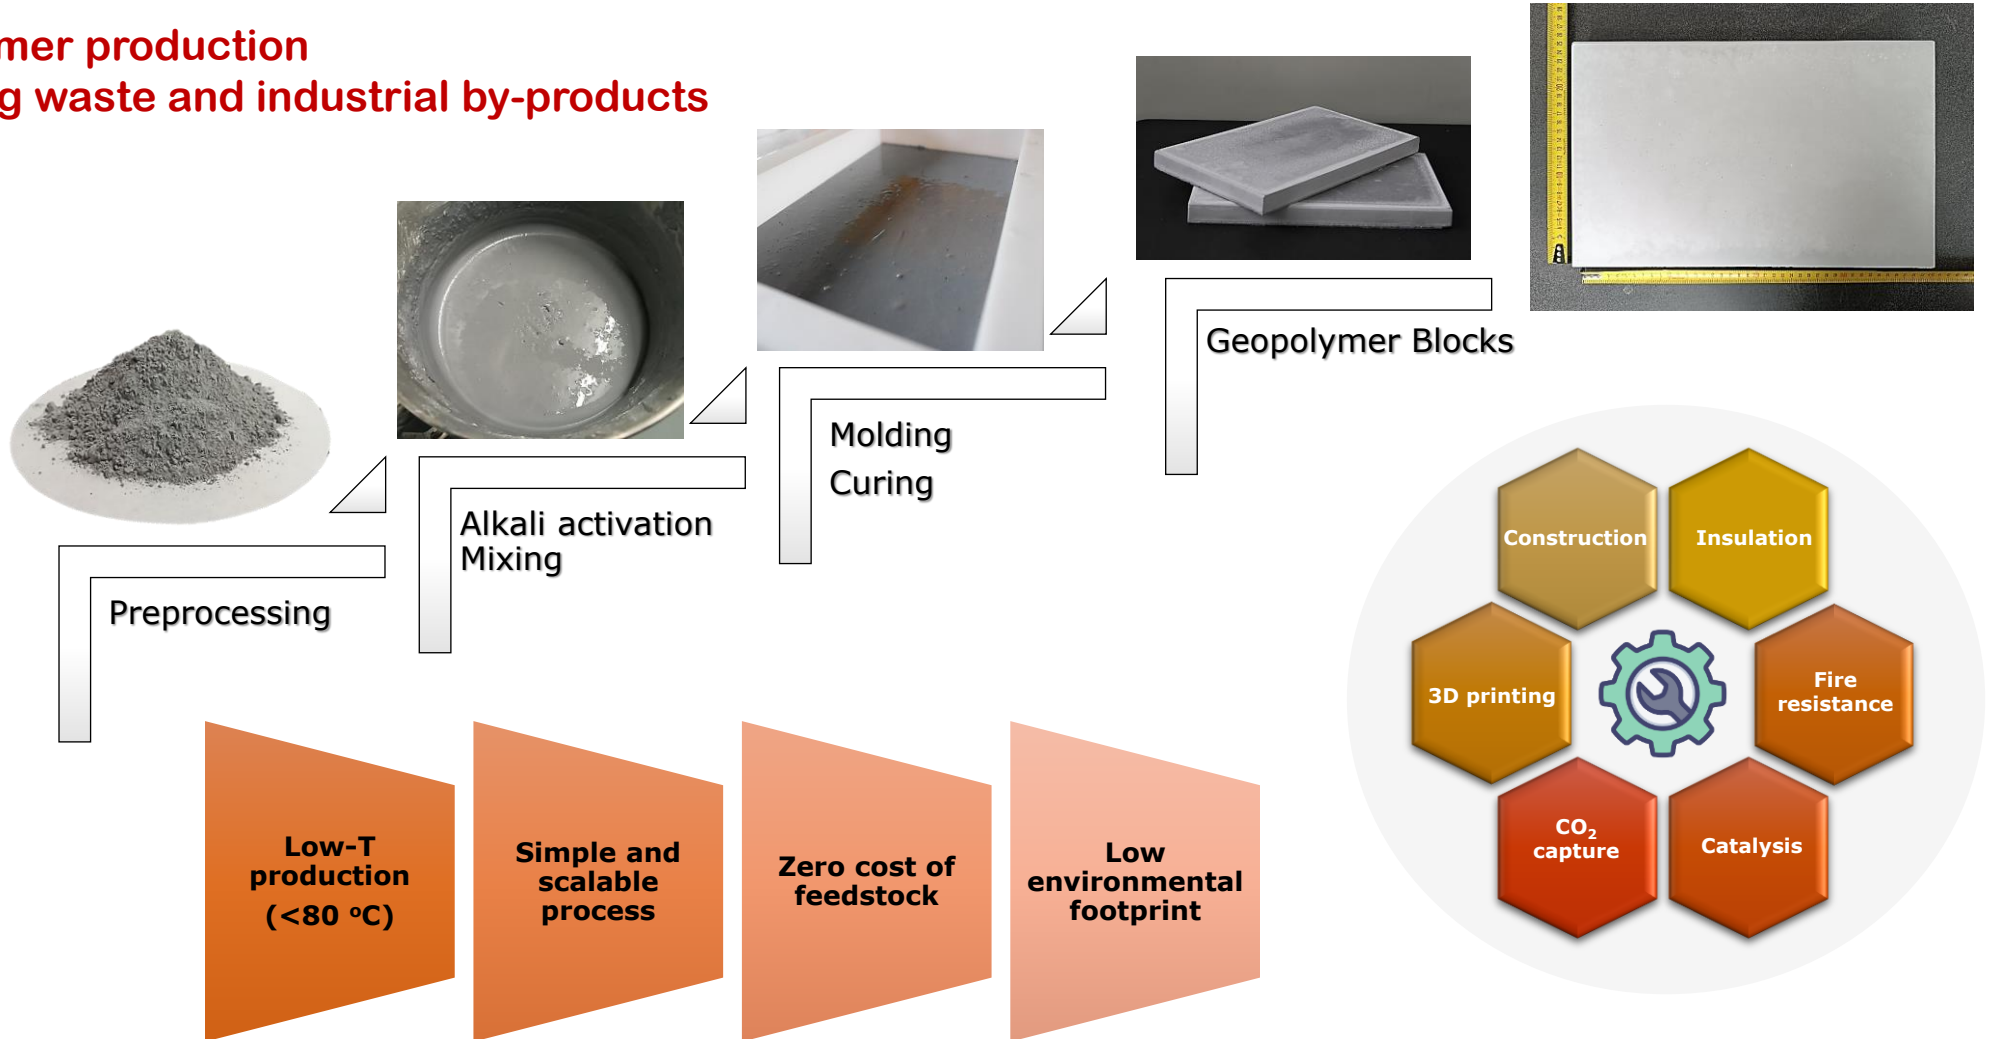 mer production
g waste and industrial by-products
Geopolymer Blocks
Molding
Curing
Alkali activation
Mixing
Preprocessing
Construction
Insulation
3D printing
Fire
resistance
CO₂
capture
Catalysis
Low-T
production
(<80 ºC)
Simple and
scalable
process
Zero cost of
feedstock
Low
environmental
footprint